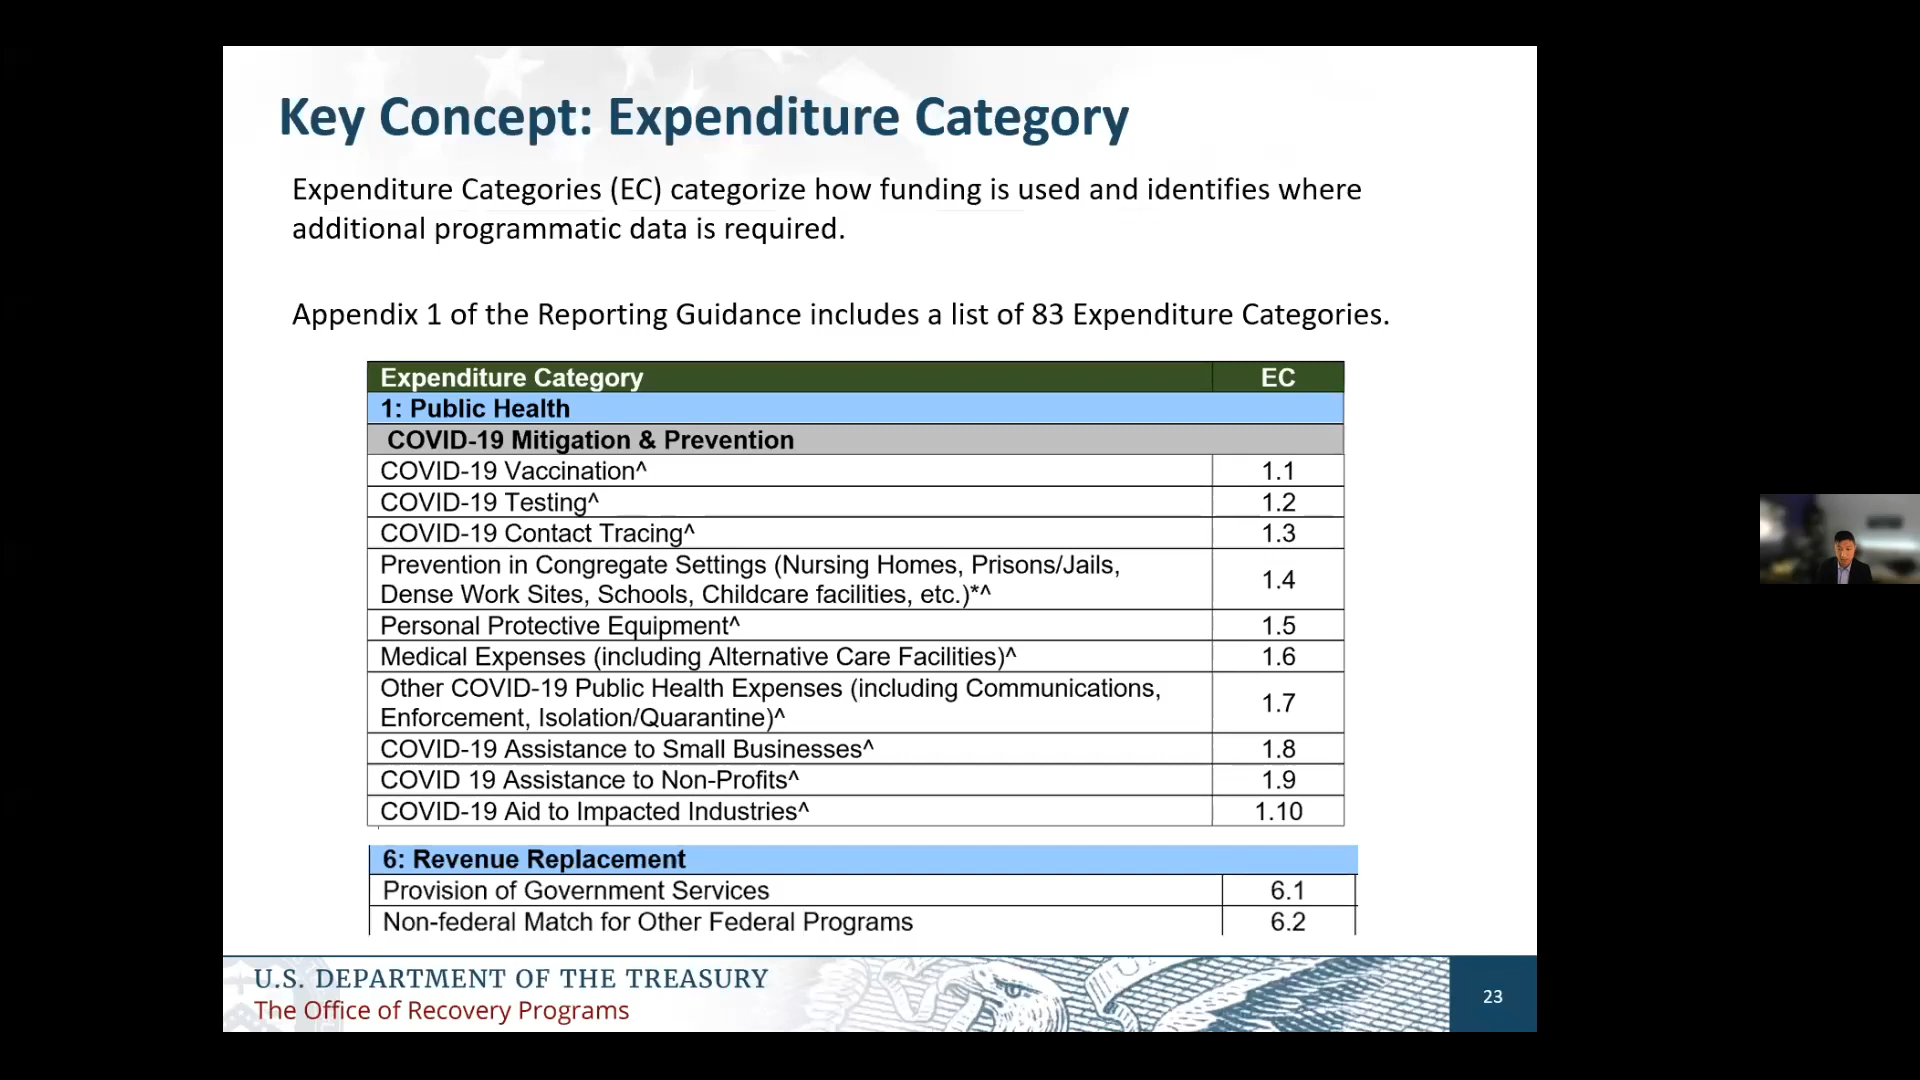 Key Concept: Expenditure Category
Expenditure Categories (EC) categorize how funding is used and identifies where
additional programmatic data is required.
Appendix 1 of the Reporting Guidance includes a list of 83 Expenditure Categories.
Expenditure Category EC
1: Public Health
COVID-19 Mitigation & Prevention
COVID-19 Vaccination^ 1.1
COVID-19 Testing^ 1.2
COVID-19 Contact Tracing^ 1.3
Prevention in Congregate Settings (Nursing Homes, Prisons/Jails,
Dense Work Sites, Schools, Childcare facilities, etc.)*^ 1.4
Personal Protective Equipment^ 1.5
Medical Expenses (including Alternative Care Facilities)^ 1.6
Other COVID-19 Public Health Expenses (including Communications,
Enforcement, Isolation/Quarantine)^ 1.7
COVID-19 Assistance to Small Businesses^ 1.8
COVID 19 Assistance to Non-Profits^ 1.9
COVID-19 Aid to Impacted Industries^ 1.10
6: Revenue Replacement
Provision of Government Services 6.1
Non-federal Match for Other Federal Programs 6.2
U.S. DEPARTMENT OF THE TREASURY
The Office of Recovery Programs
23